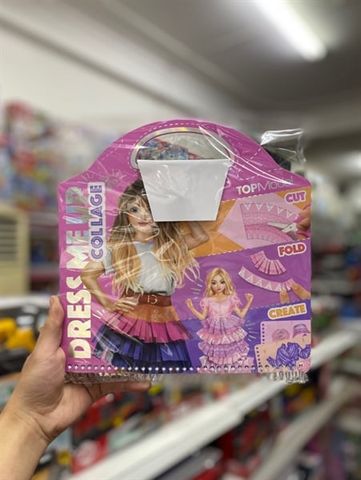 TOPModel
DRESS ME UP
COLLAGE
CUT
FOLD
CREATE